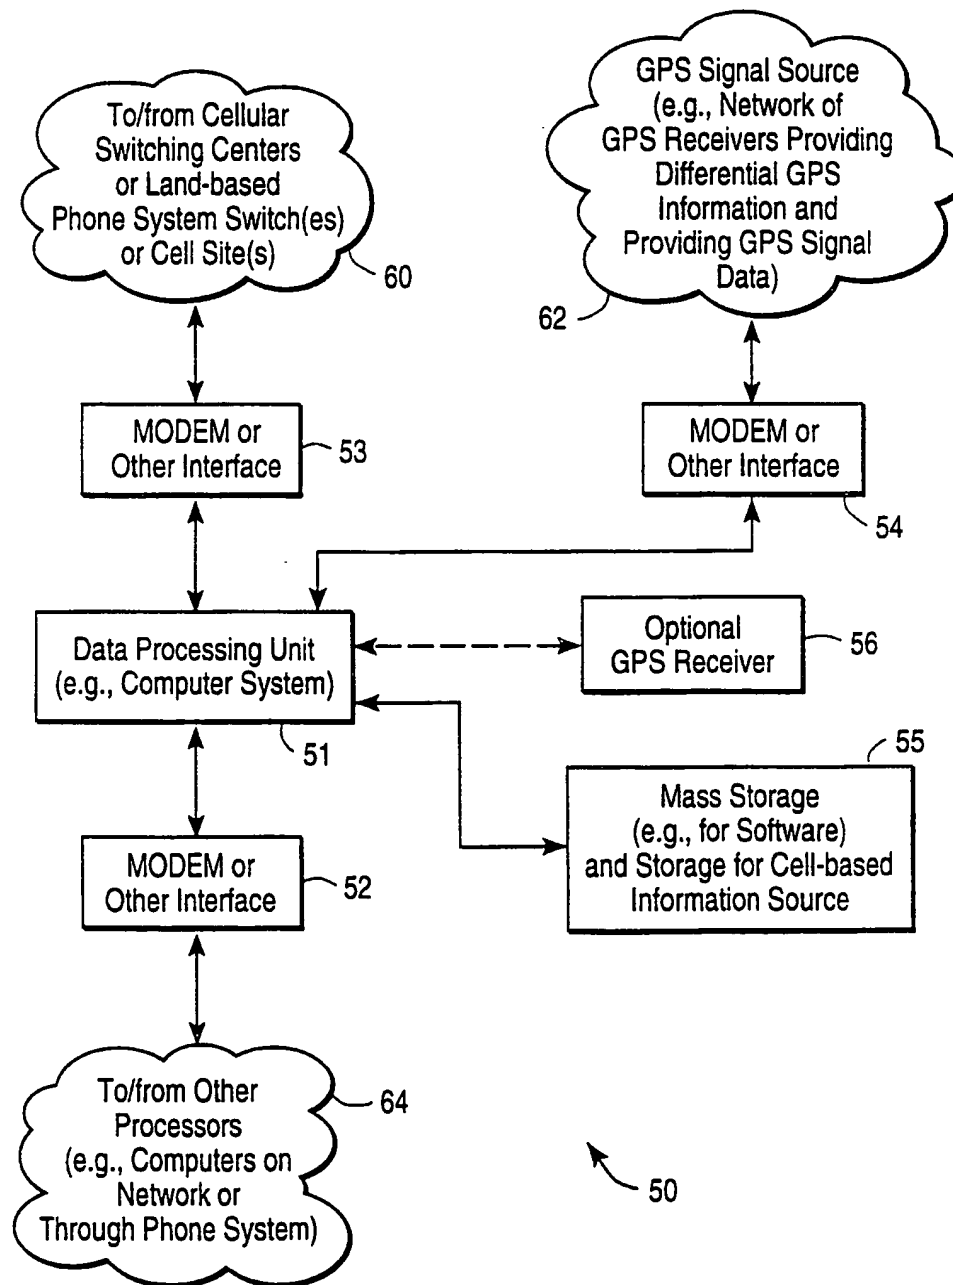 To/from Cellular
Switching Centers
or Land-based
Phone System Switch(es)
or Cell Site(s)
60
GPS Signal Source
(e.g., Network of
GPS Receivers Providing
Differential GPS
Information and
Providing GPS Signal
Data)
62
MODEM or
Other Interface
53
MODEM or
Other Interface
54
Data Processing Unit
(e.g., Computer System)
51
Optional
GPS Receiver
56
55
Mass Storage
(e.g., for Software)
and Storage for Cell-based
Information Source
MODEM or
Other Interface
52
To/from Other
Processors
(e.g., Computers on
Network or
Through Phone System)
64
50